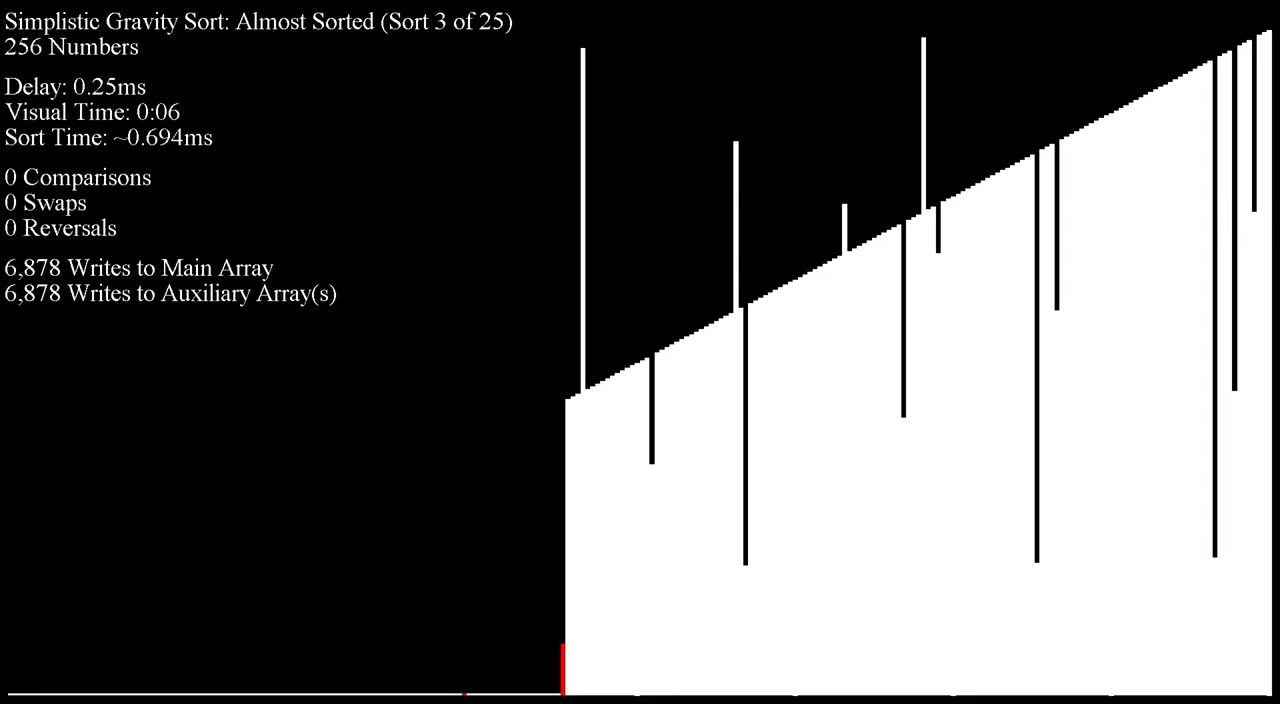 Simplistic Gravity Sort: Almost Sorted (Sort 3 of 25)
256 Numbers
Delay: 0.25ms
Visual Time: 0:06
Sort Time: ~0.694ms
0 Comparisons
0 Swaps
0 Reversals
6,878 Writes to Main Array
6,878 Writes to Auxiliary Array(s)